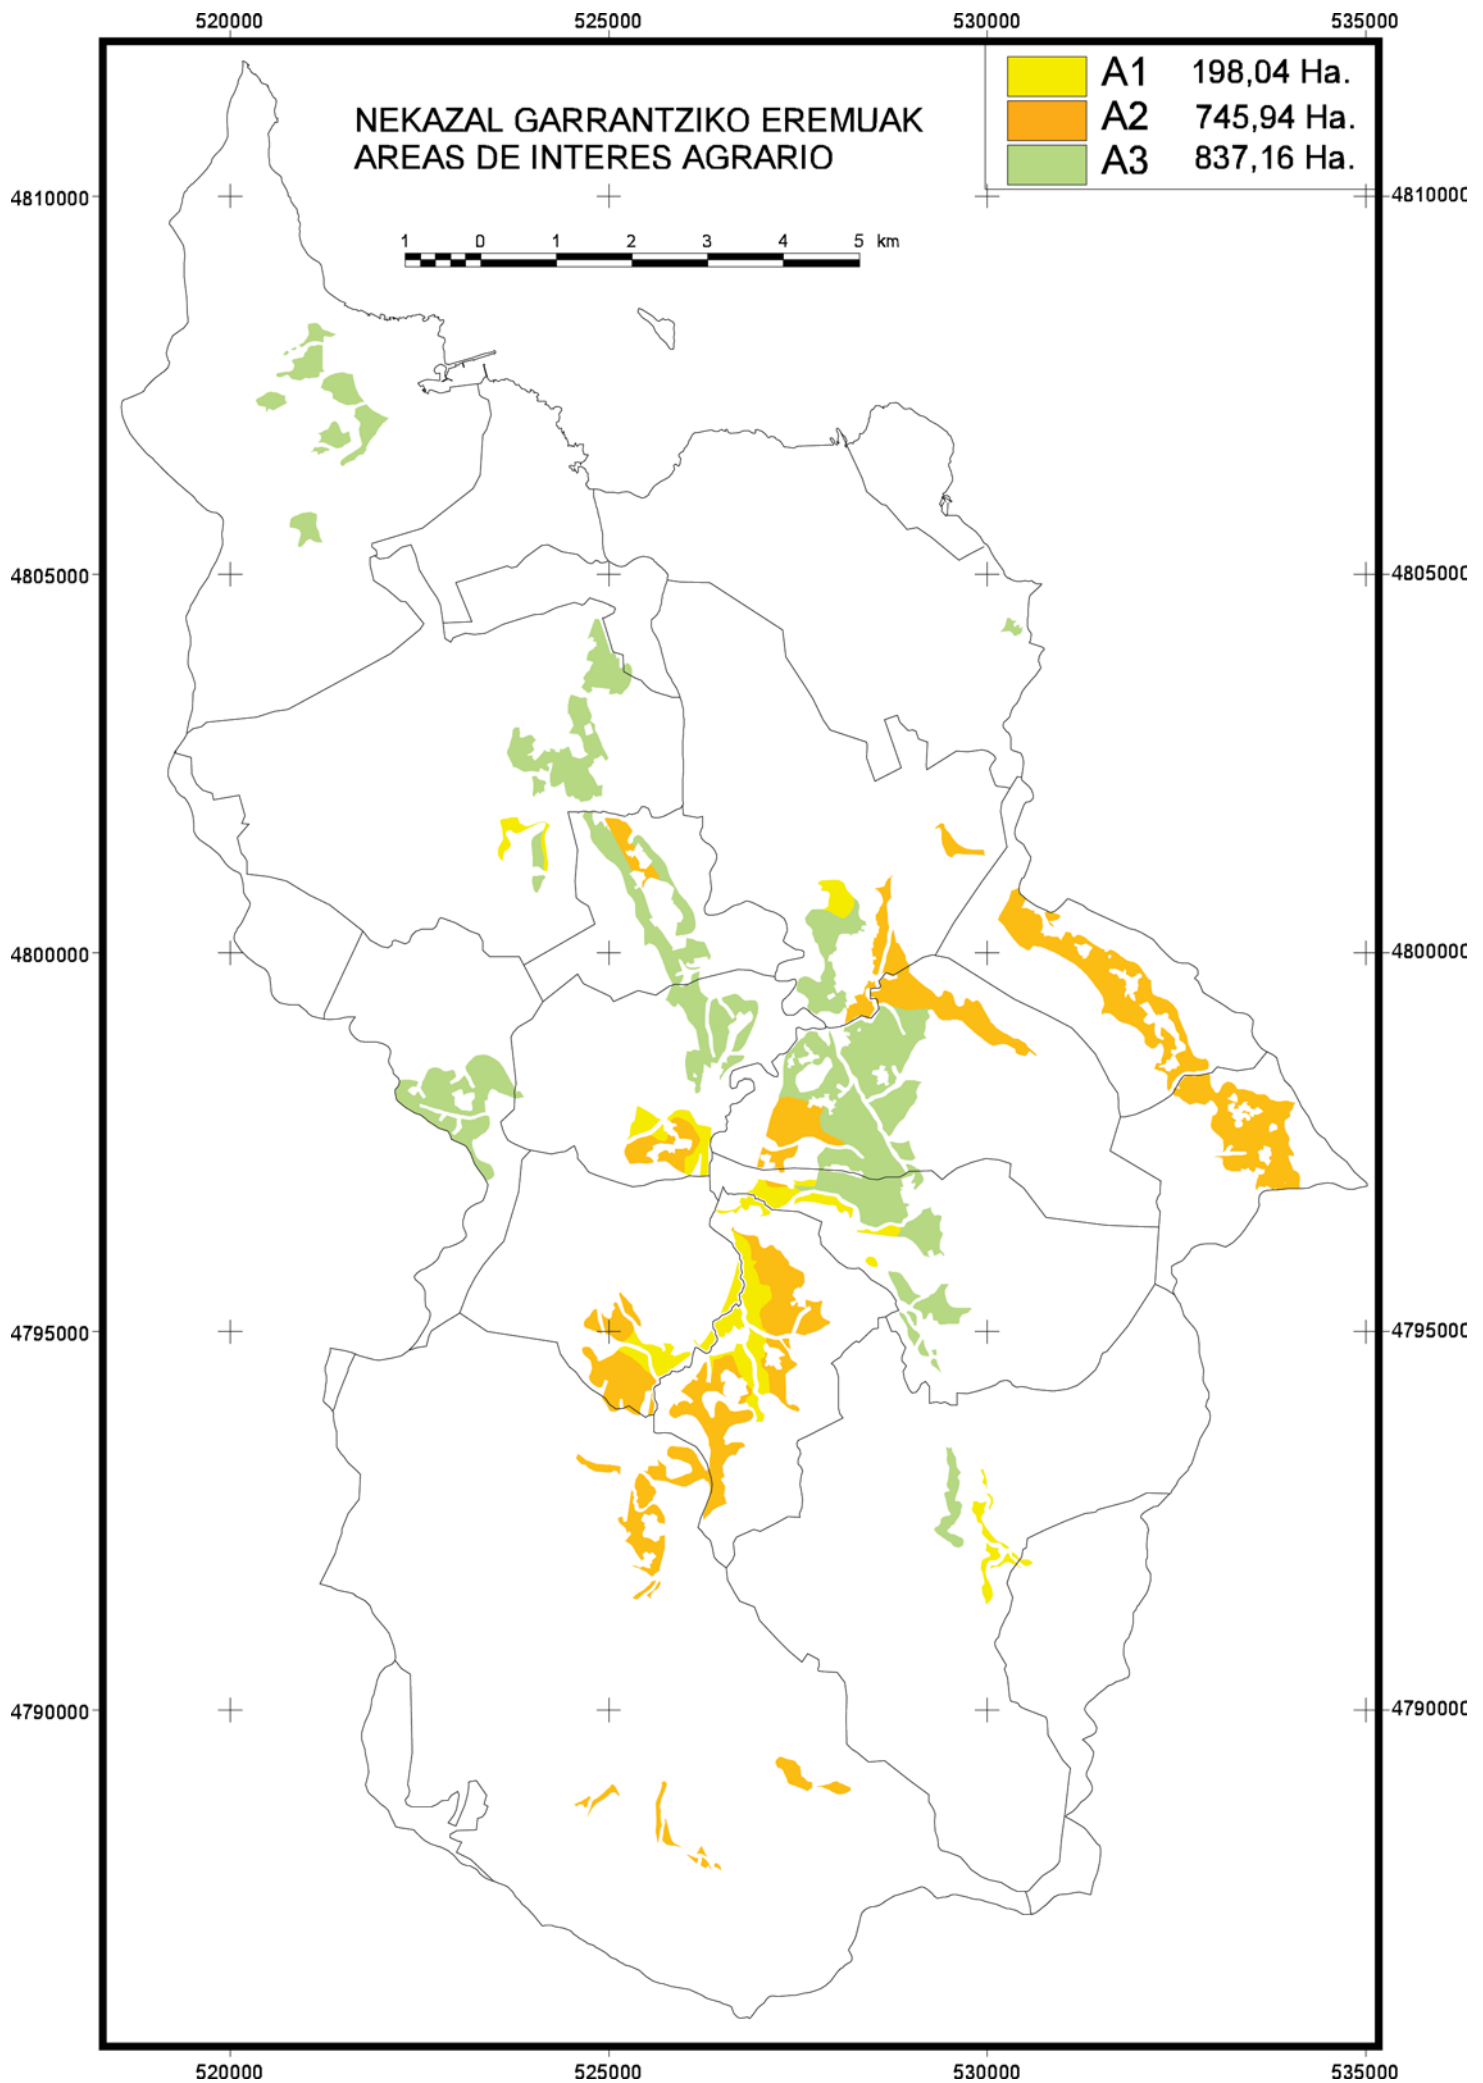 520000 525000 530000 535000
A1 198,04 Ha.
A2 745,94 Ha.
A3 837,16 Ha.
NEKAZAL GARRANTZIKO EREMUAK
AREAS DE INTERES AGRARIO
4810000 4810000
1 0 1 2 3 4 5 km
4805000 4805000
4800000 4800000
4795000 4795000
4790000 4790000
520000 525000 530000 535000